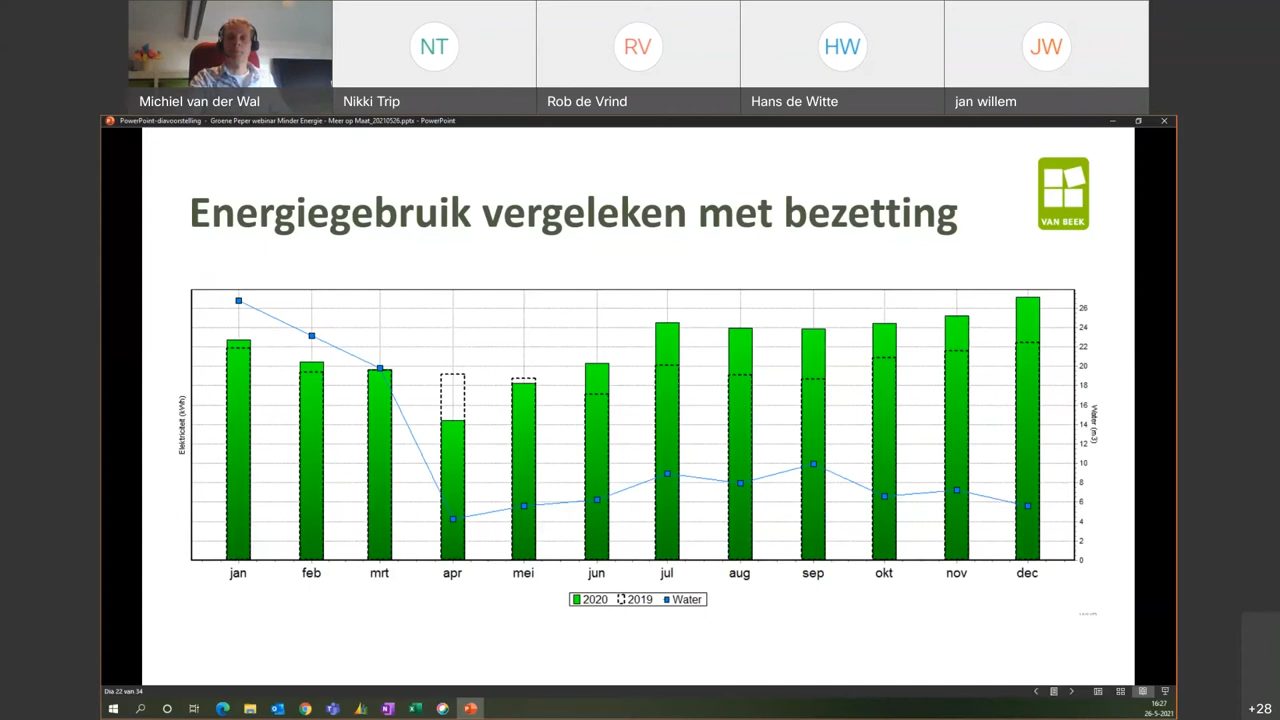 NT
RV
HW
JW
Michiel van der Wal
Nikki Trip
Rob de Vrind
Hans de Witte
jan willem
PowerPoint-diavoorstelling - Groene Peper webinar Minder Energie - Meer op Maat_20210526.pptx - PowerPoint
Energiegebruik vergeleken met bezetting
VAN BEEK
Elektriciteit (kWh)
26
24
22
20
18
16
14
12
10
8
6
4
2
0
Water (m3)
jan feb mrt apr mei jun jul aug sep okt nov dec
2020 2019 Water
Dia 22 van 34
16:27
26-5-2021
+28